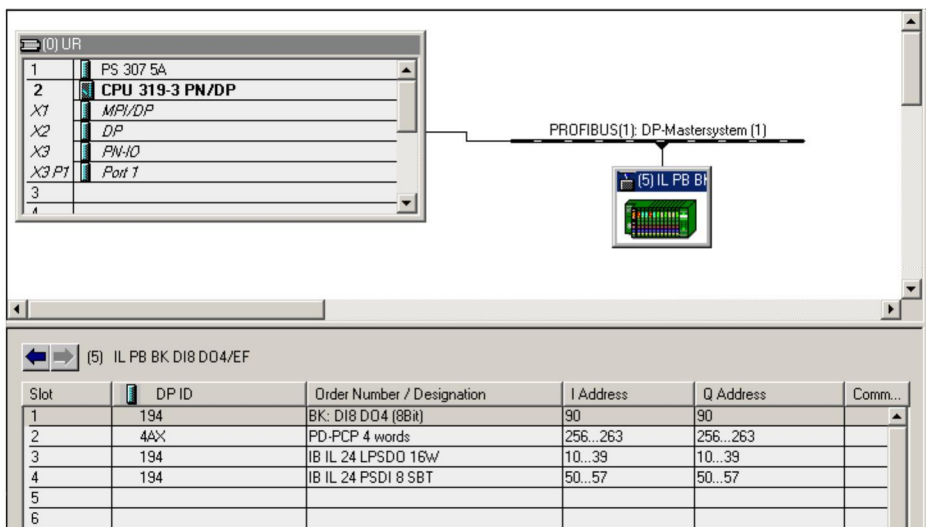 (0) UR
1 PS 307 5A
2 CPU 319-3 PN/DP
X1 MPI/DP
X2 DP
X3 PN-IO
X3 P1 Port 1
3
4
PROFIBUS(1): DP-Mastersystem (1)
(5) IL PB BK
(5) IL PB BK DI8 DO4/EF
Slot DP ID Order Number / Designation I Address Q Address Comm...
1 194 BK: DI8 DO4 (8Bit) 90 90
2 4AX PD-PCP 4 words 256...263 256...263
3 194 IB IL 24 LPSDO 16W 10...39 10...39
4 194 IB IL 24 PSDI 8 SBT 50...57 50...57
5
6